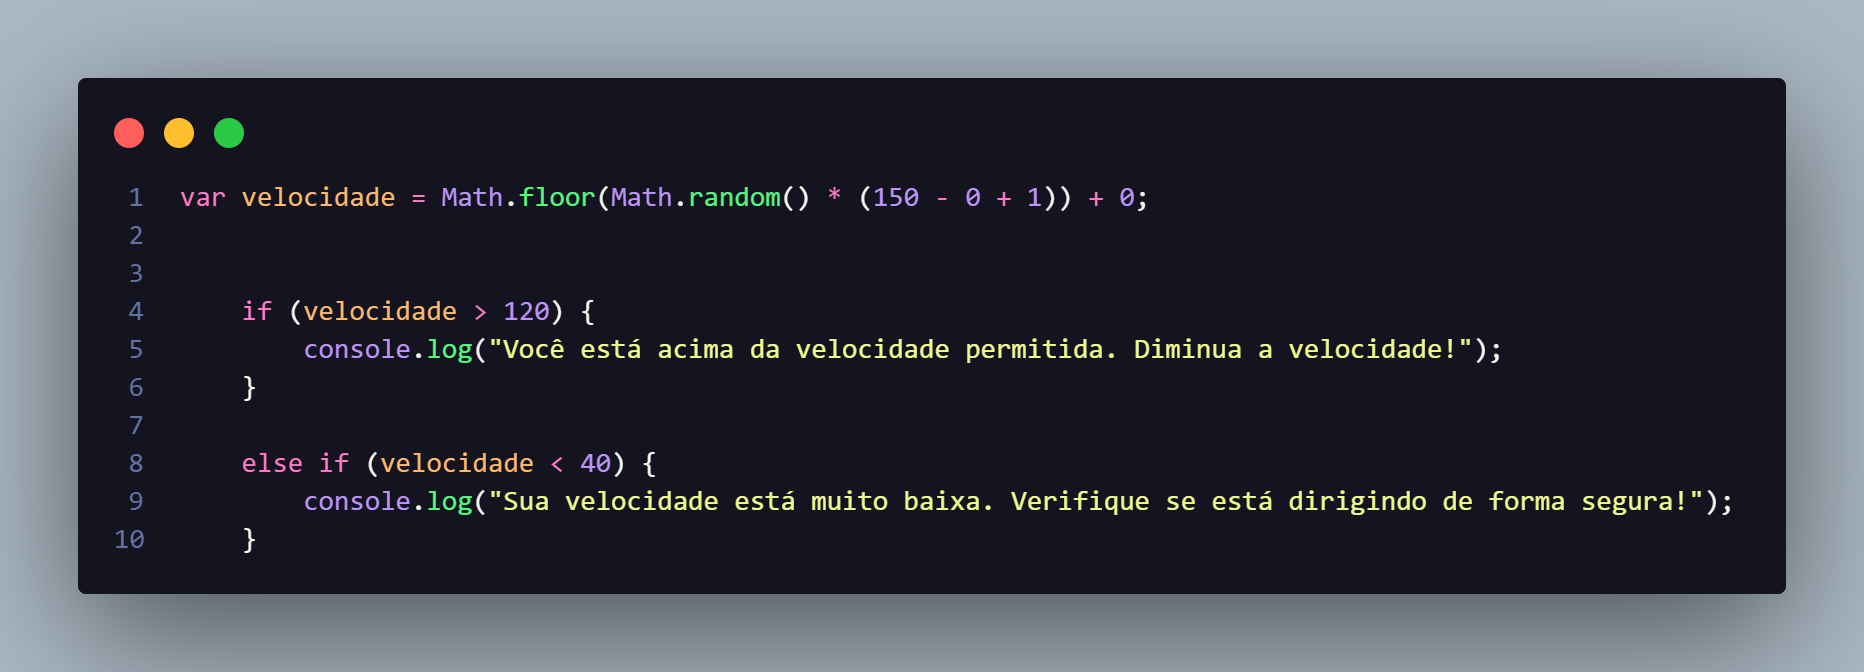 1 var velocidade = Math.floor(Math.random() * (150 - 0 + 1)) + 0;
2
3
4     if (velocidade > 120) {
5         console.log("Você está acima da velocidade permitida. Diminua a velocidade!");
6     }
7
8     else if (velocidade < 40) {
9         console.log("Sua velocidade está muito baixa. Verifique se está dirigindo de forma segura!");
10     }